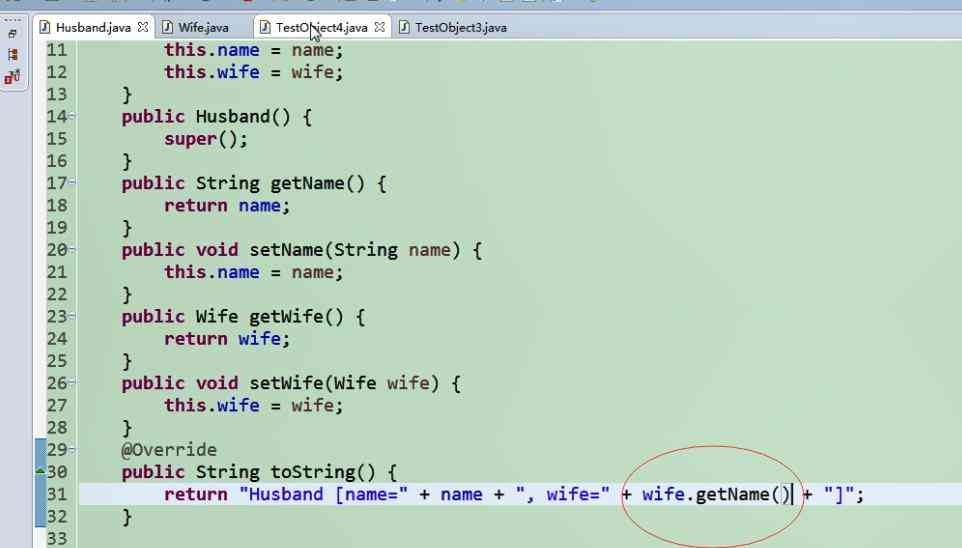 Husband.java Wife.java TestObject4.java TestObject3.java
11 this.name = name;
12 this.wife = wife;
13 }
14 public Husband() {
15 super();
16 }
17 public String getName() {
18 return name;
19 }
20 public void setName(String name) {
21 this.name = name;
22 }
23 public Wife getWife() {
24 return wife;
25 }
26 public void setWife(Wife wife) {
27 this.wife = wife;
28 }
29 @Override
30 public String toString() {
31 return "Husband [name=" + name + ", wife=" + wife.getName() + "]";
32 }
33